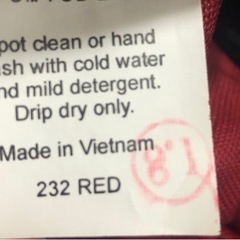 pot clean or hand
sh with cold water
nd mild detergent.
Drip dry only.
Made in Vietnam
232 RED